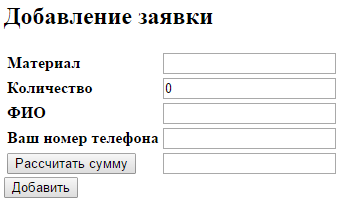 Добавление заявки
Материал
Количество 0
ФИО
Ваш номер телефона
Рассчитать сумму
Добавить